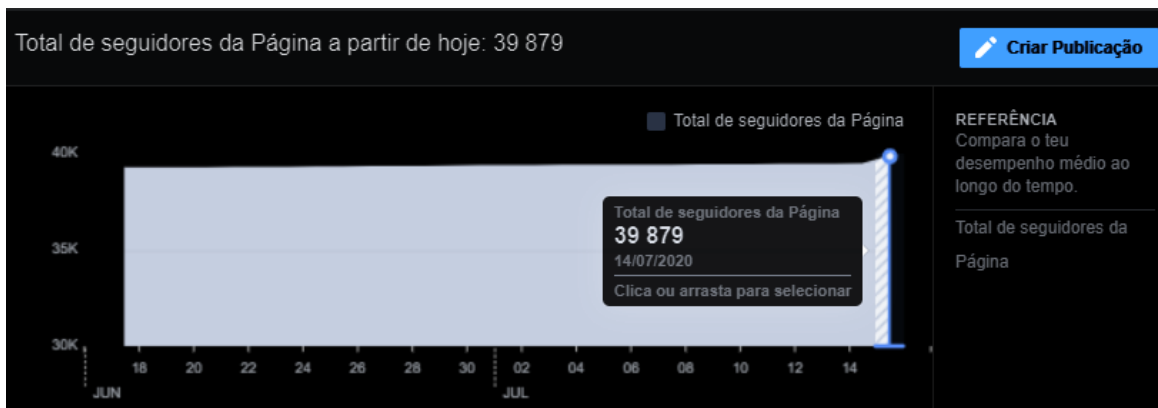 Total de seguidores da Página a partir de hoje: 39 879
Criar Publicação
Total de seguidores da Página
REFERÊNCIA
Compara o teu
desempenho médio ao
longo do tempo.
Total de seguidores da
Página
40K
35K
30K
Total de seguidores da Página
39 879
14/07/2020
Clica ou arrasta para selecionar
18 20 22 24 26 28 30 02 04 06 08 10 12 14
JUN JUL